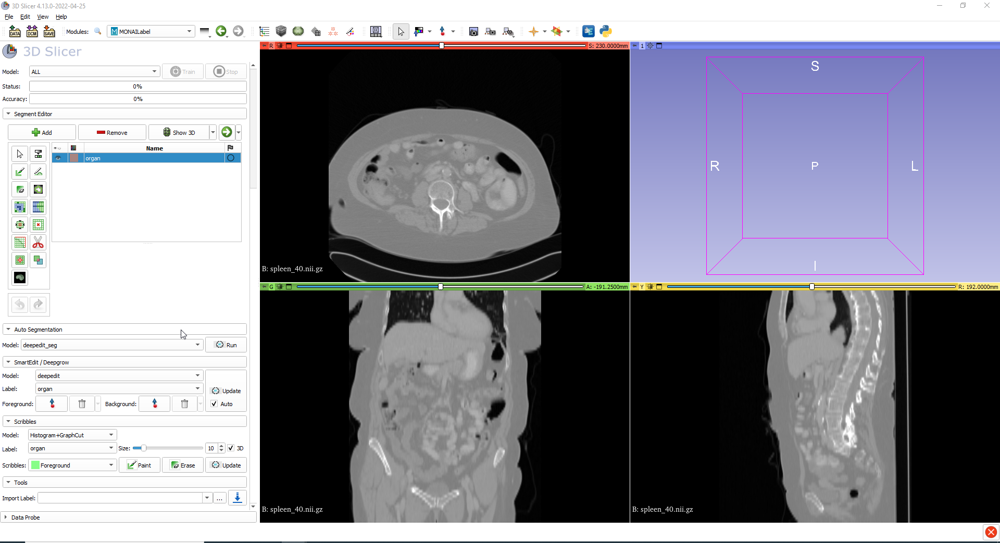 3D Slicer 4.13.0-2022-04-25
File Edit View Help
DATA DCM SAVE Modules: MONAILabel
3D Slicer
Model: ALL Train Stop
Status: 0%
Accuracy: 0%
Segment Editor
Add Remove Show 3D
Name
organ
Auto Segmentation
Model: deepedit_seg Run
SmartEdit / Deepgrow
Model: deepedit
Label: organ
Update
Foreground: Background: Auto
Scribbles
Model: Histogram+GraphCut
Label: organ Size: 10 3D
Scribbles: Foreground Paint Erase Update
Tools
Import Label: ...
Data Probe
R S: 230.0000mm
B: spleen_40.nii.gz
1
S
R P L
I
G A: -191.2500mm
B: spleen_40.nii.gz
Y R: 192.0000mm
B: spleen_40.nii.gz